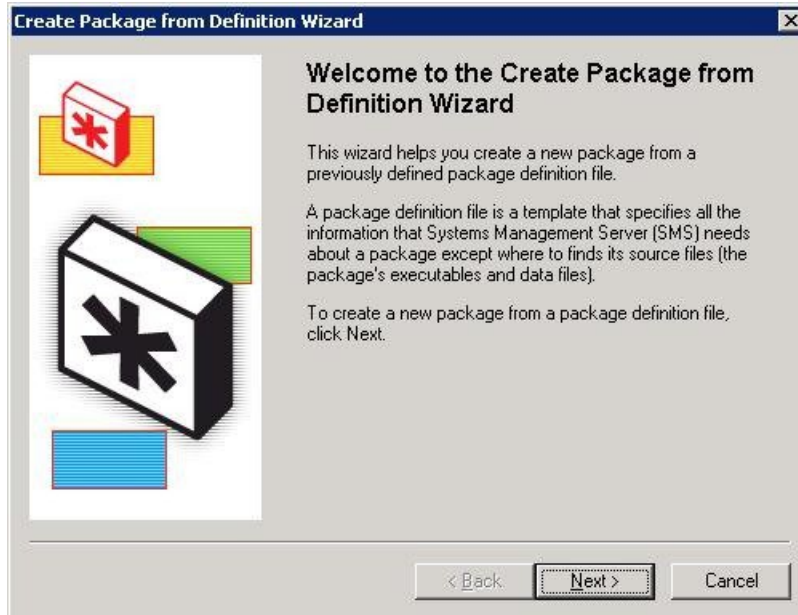 Create Package from Definition Wizard
Welcome to the Create Package from
Definition Wizard
This wizard helps you create a new package from a
previously defined package definition file.
A package definition file is a template that specifies all the
information that Systems Management Server (SMS) needs
about a package except where to finds its source files (the
package's executables and data files).
To create a new package from a package definition file,
click Next.
< Back
Next >
Cancel